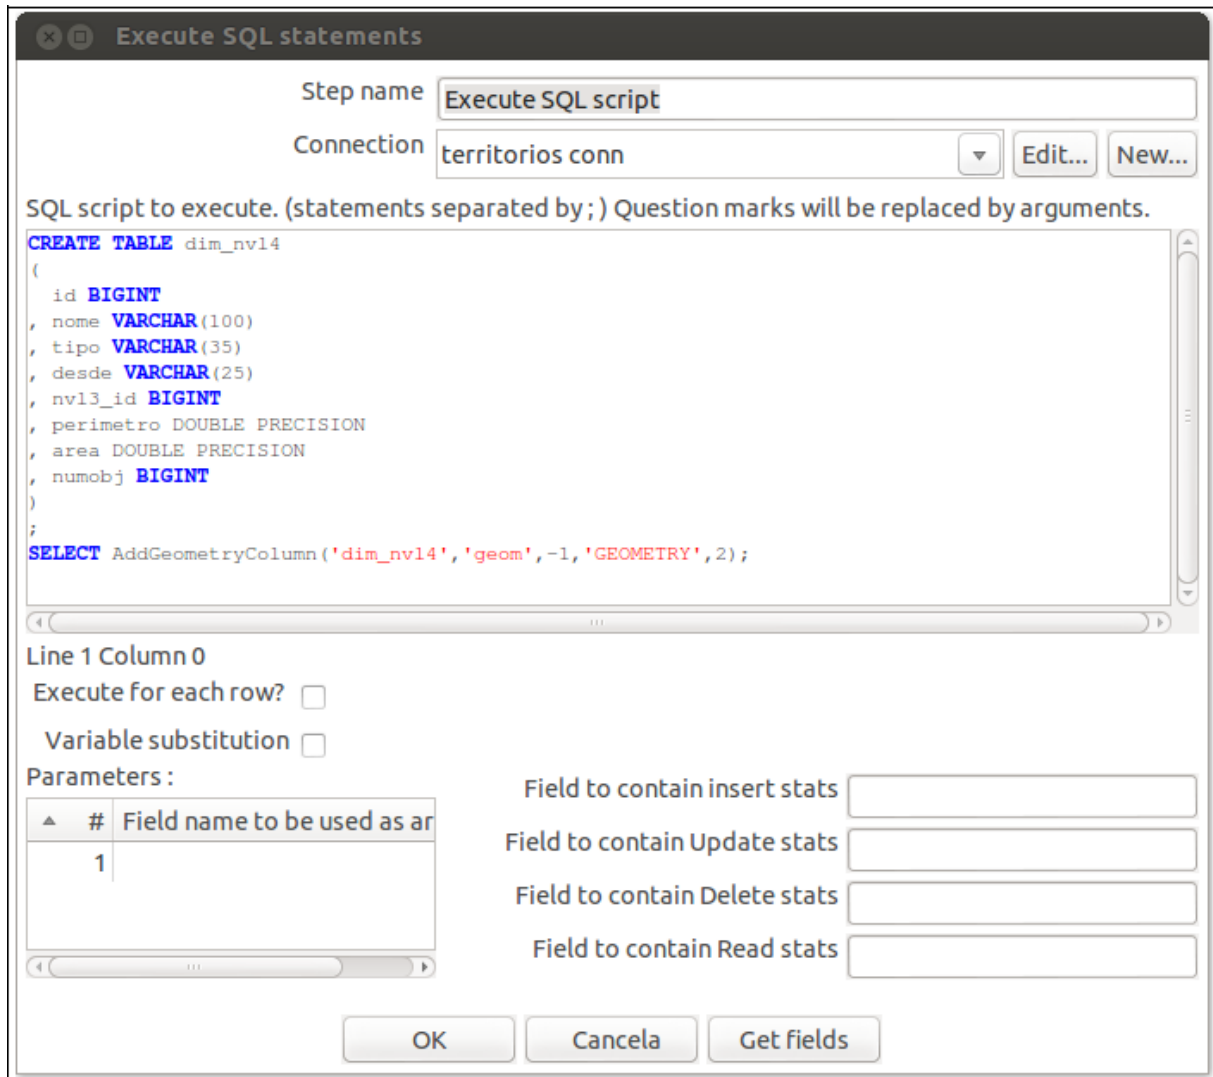 Execute SQL statements
Step name Execute SQL script
Connection territorios conn Edit... New...
SQL script to execute. (statements separated by ; ) Question marks will be replaced by arguments.
CREATE TABLE dim_nvl4
(
  id BIGINT
, nome VARCHAR(100)
, tipo VARCHAR(35)
, desde VARCHAR(25)
, nvl3_id BIGINT
, perimetro DOUBLE PRECISION
, area DOUBLE PRECISION
, numobj BIGINT
)
;
SELECT AddGeometryColumn('dim_nvl4','geom',-1,'GEOMETRY',2);
Line 1 Column 0
Execute for each row?
Variable substitution
Parameters :
# Field name to be used as ar
1
Field to contain insert stats
Field to contain Update stats
Field to contain Delete stats
Field to contain Read stats
OK Cancela Get fields